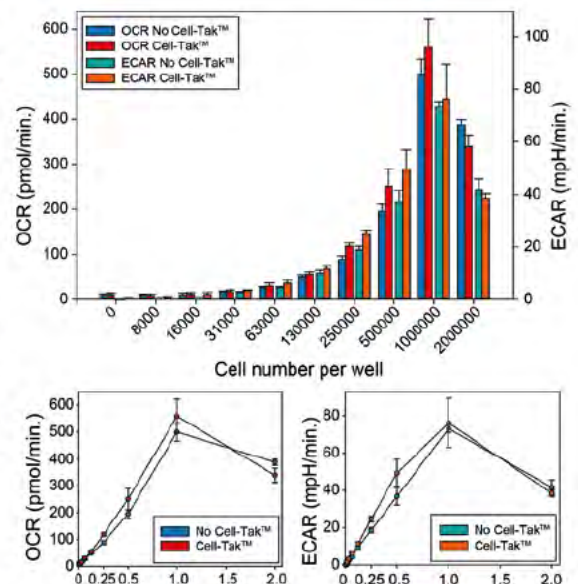 OCR No Cell-Tak™
OCR Cell-Tak™
ECAR No Cell-Tak™
ECAR Cell-Tak™
OCR (pmol/min.)
600
500
400
300
200
100
0
ECAR (mpH/min.)
100
80
60
40
20
0
0 8000 16000 31000 63000 130000 250000 500000 1000000 2000000
Cell number per well
OCR (pmol/min.)
600
500
400
300
200
100
0
No Cell-Tak™
Cell-Tak™
0 0.25 0.5 1.0 2.0
ECAR (mpH/min.)
80
60
40
20
0
No Cell-Tak™
Cell-Tak™
0 0.25 0.5 1.0 2.0